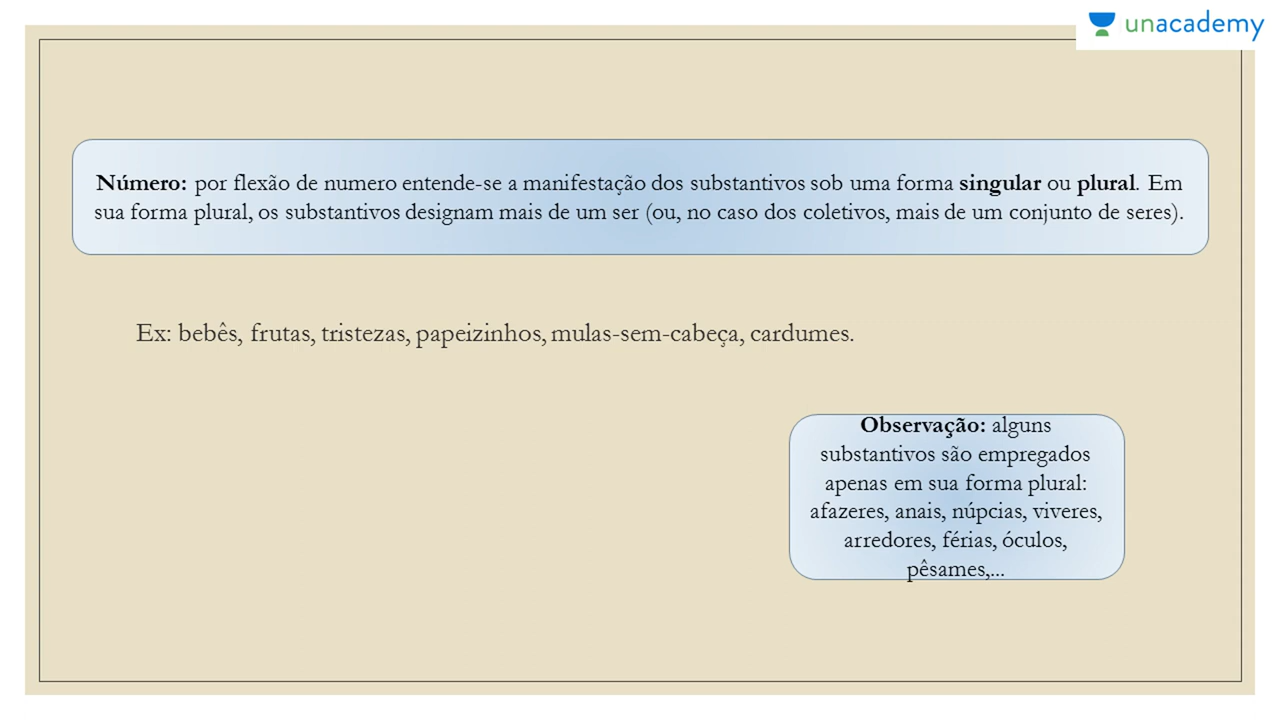 unacademy
Número: por flexão de numero entende-se a manifestação dos substantivos sob uma forma singular ou plural. Em
sua forma plural, os substantivos designam mais de um ser (ou, no caso dos coletivos, mais de um conjunto de seres).
Ex: bebês, frutas, tristezas, papeizinhos, mulas-sem-cabeça, cardumes.
Observação: alguns
substantivos são empregados
apenas em sua forma plural:
afazeres, anais, núpcias, viveres,
arredores, férias, óculos,
pêsames,...